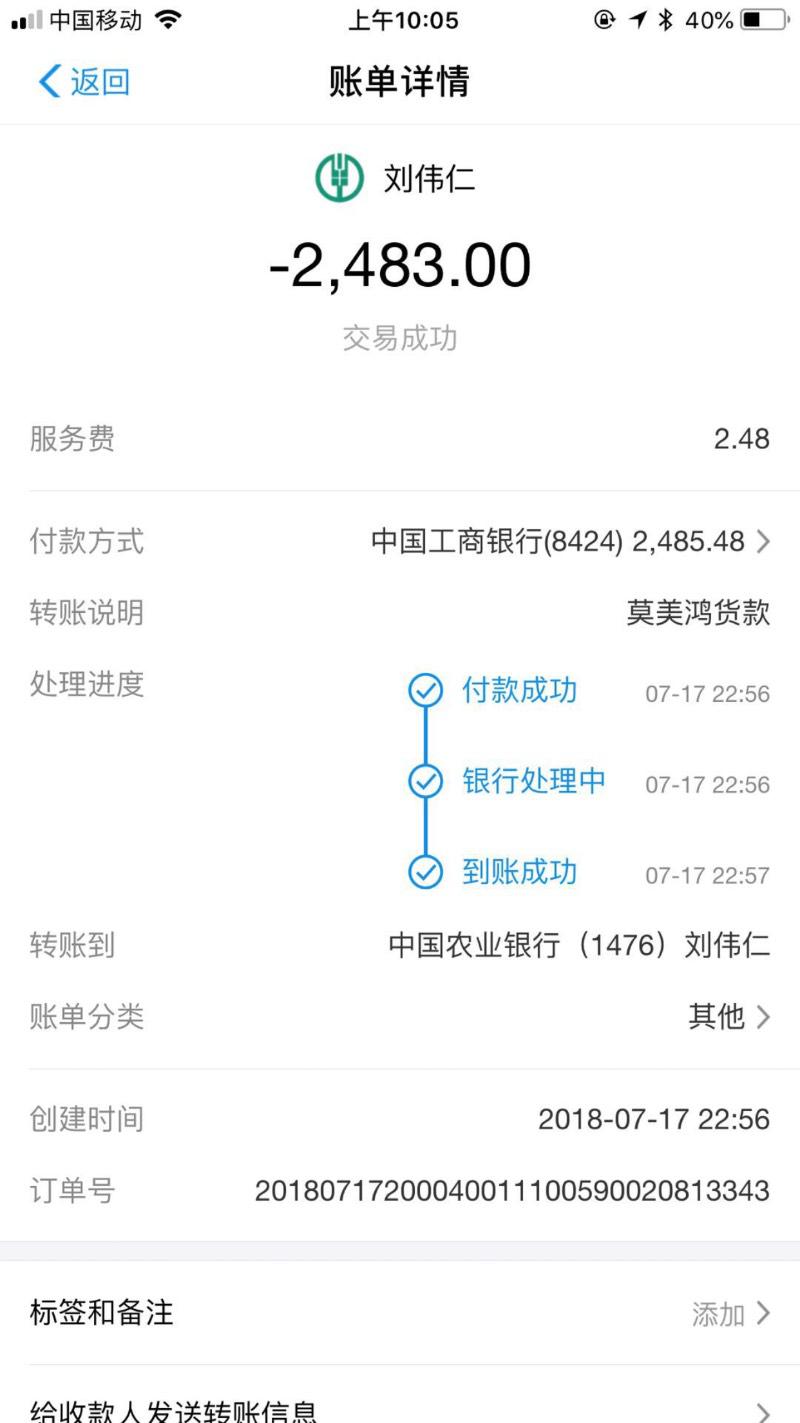 中国移动 上午10:05 40%
返回 账单详情
刘伟仁
-2,483.00
交易成功
服务费 2.48
付款方式 中国工商银行(8424) 2,485.48
转账说明 莫美鸿货款
处理进度 付款成功 07-17 22:56
银行处理中 07-17 22:56
到账成功 07-17 22:57
转账到 中国农业银行（1476）刘伟仁
账单分类 其他
创建时间 2018-07-17 22:56
订单号 20180717200040011100590020813343
标签和备注 添加
给收款人发送转账信息